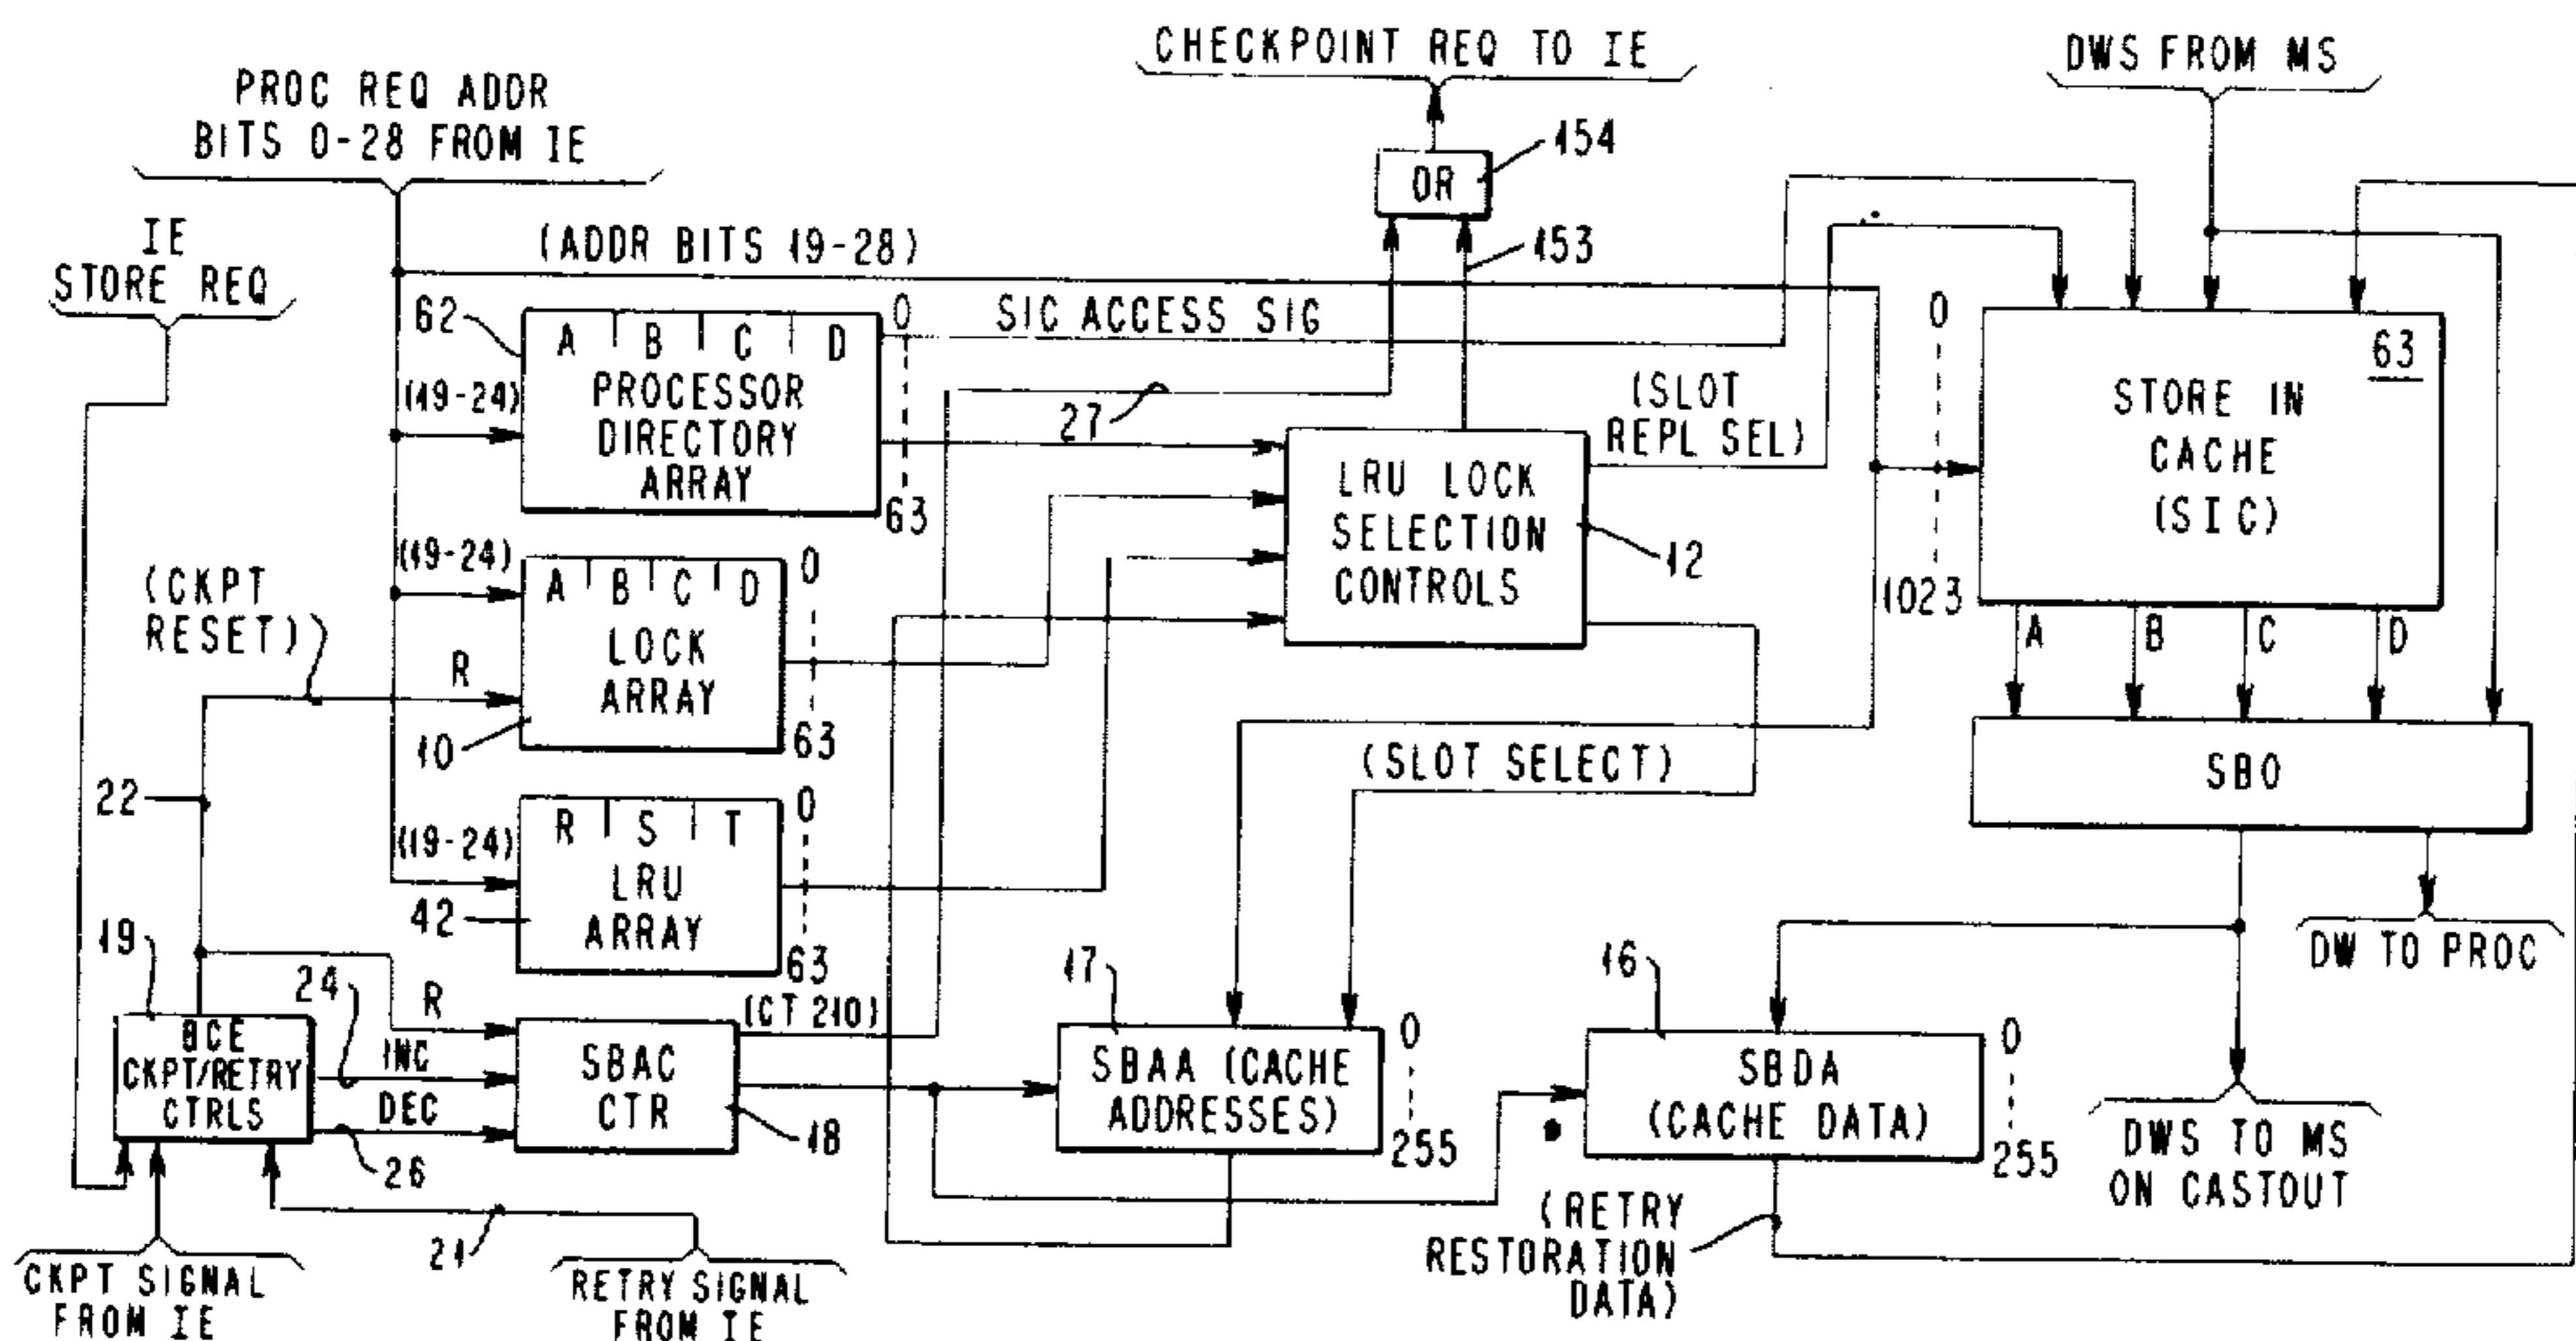 CHECKPOINT REQ TO IE
DWS FROM MS
PROC REQ ADDR
BITS 0-28 FROM IE
154
OR
IE
STORE REQ
(ADDR BITS 19-28)
153
62
A B C D
PROCESSOR
DIRECTORY
ARRAY
(19-24)
0
63
SIC ACCESS SIG
27
(SLOT
REPL SEL)
LRU LOCK
SELECTION
CONTROLS
12
0
1023
63
STORE IN
CACHE
(SIC)
A B C D
(CKPT
RESET)
(19-24)
R
A B C D
LOCK
ARRAY
10
0
63
(SLOT SELECT)
SBO
22
(19-24)
R S T
LRU
ARRAY
42
0
63
DW TO PROC
19
BCE
CKPT/RETRY
CTRLS
24
R
INC
DEC
26
SBAC
CTR
18
(CT 210)
17
SBAA (CACHE
ADDRESSES)
0
255
16
SBDA
(CACHE DATA)
0
255
DWS TO MS
ON CASTOUT
(RETRY
RESTORATION
DATA)
21
CKPT SIGNAL
FROM IE
RETRY SIGNAL
FROM IE